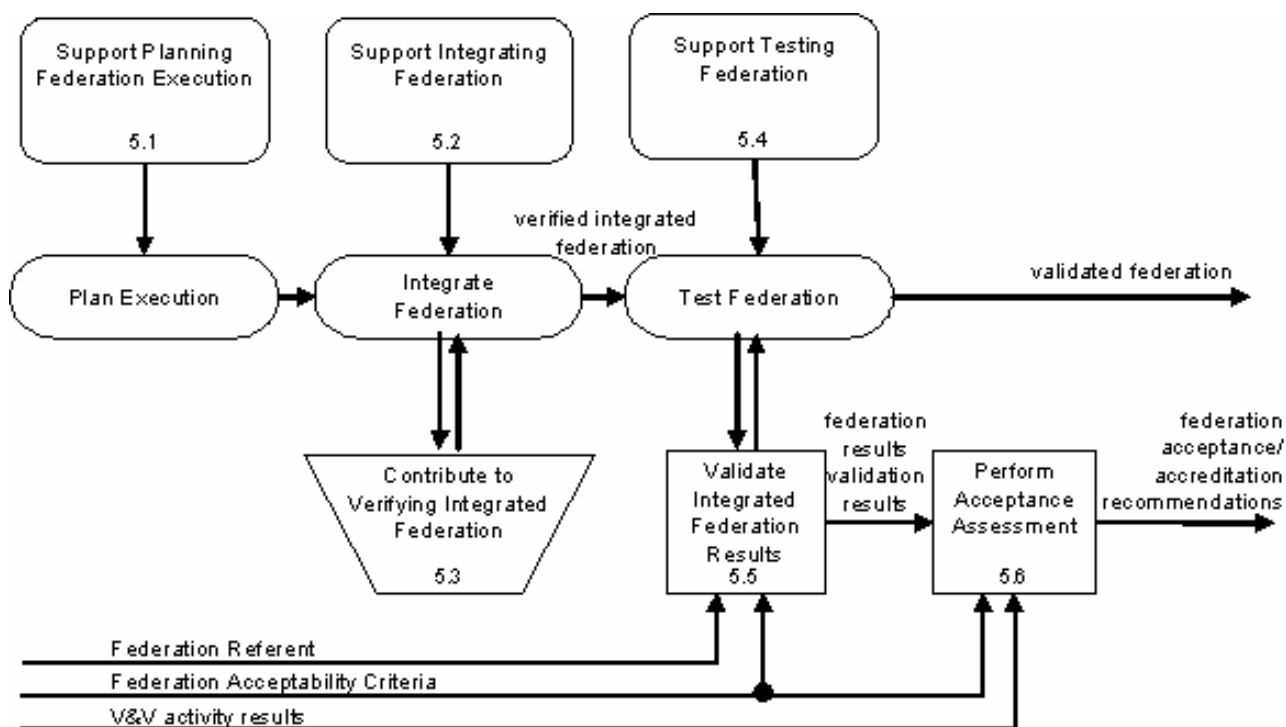 Support Planning
Federation Execution
5.1
Support Integrating
Federation
5.2
Support Testing
Federation
5.4
verified integrated
federation
Plan Execution
Integrate
Federation
Test Federation
validated federation
Contribute to
Verifying Integrated
Federation
5.3
Validate
Integrated
Federation
Results
5.5
federation
results
validation
results
Perform
Acceptance
Assessment
5.6
federation
acceptance/
accreditation
recommendations
Federation Referent
Federation Acceptability Criteria
V&V activity results